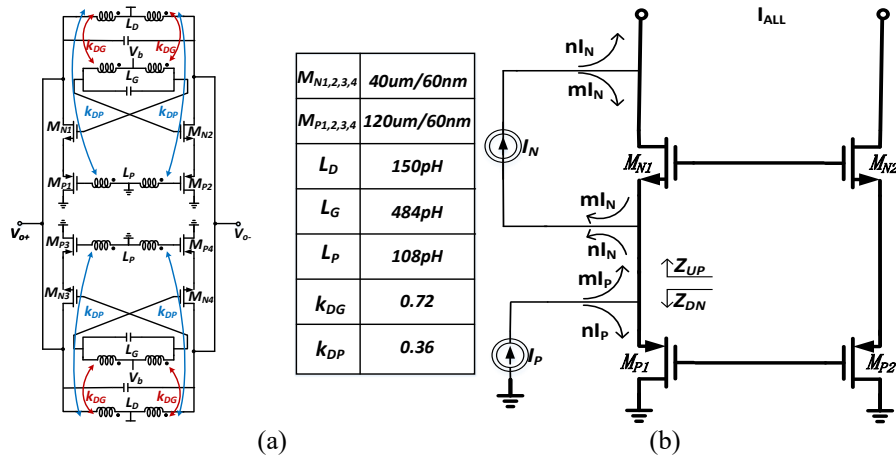 L_D
k_DG k_DG
V_b
L_G
k_DP k_DP
M_N1 M_N2
M_P1 L_P M_P2
V_o+ V_o-
M_P3 L_P M_P4
M_N3 M_N4
k_DP k_DP
L_G
V_b
k_DG L_D k_DG
(a)
M_N1,2,3,4 40um/60nm
M_P1,2,3,4 120um/60nm
L_D 150pH
L_G 484pH
L_P 108pH
k_DG 0.72
k_DP 0.36
I_ALL
nI_N
mI_N
I_N
M_N1 M_N2
mI_N
nI_N
mI_P
Z_UP
Z_DN
nI_P
I_P
M_P1 M_P2
(b)